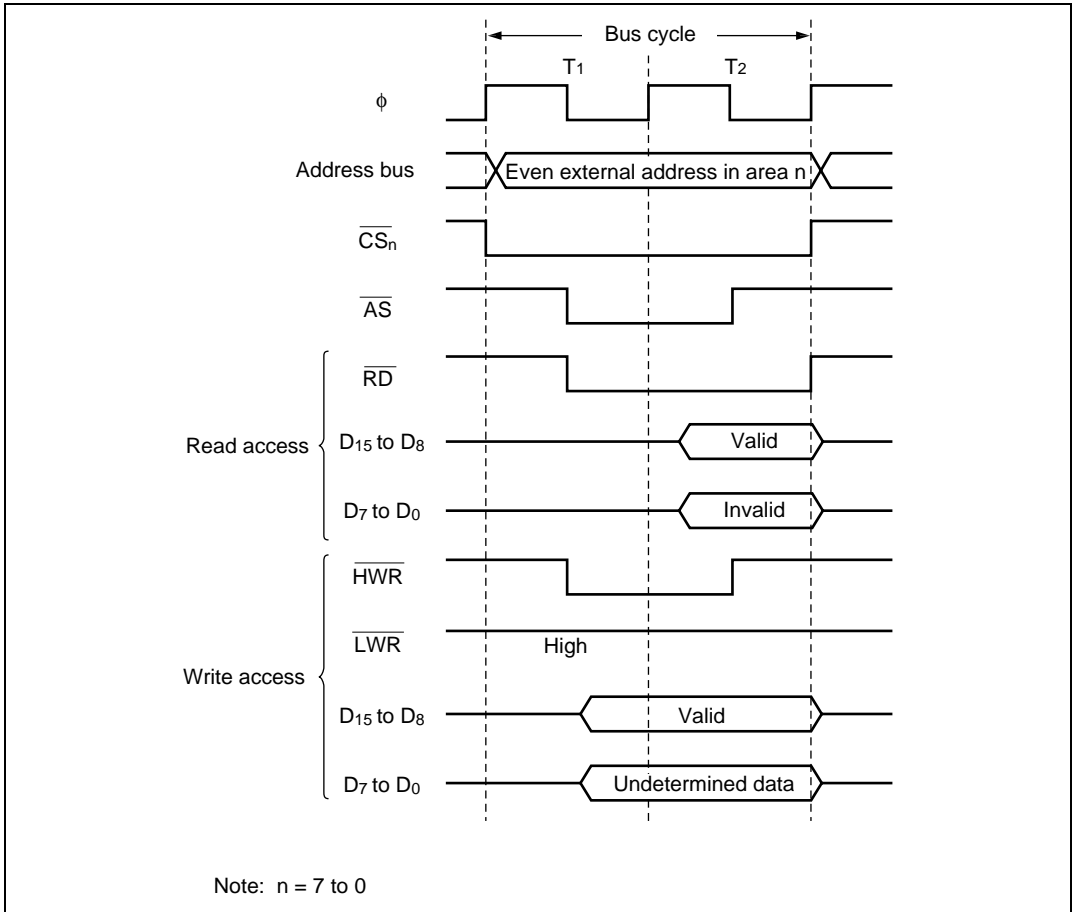 Bus cycle
T1 T2
ϕ
Address bus Even external address in area n
CSn
AS
RD
Read access
D15 to D8 Valid
D7 to D0 Invalid
HWR
LWR High
Write access
D15 to D8 Valid
D7 to D0 Undetermined data
Note: n = 7 to 0